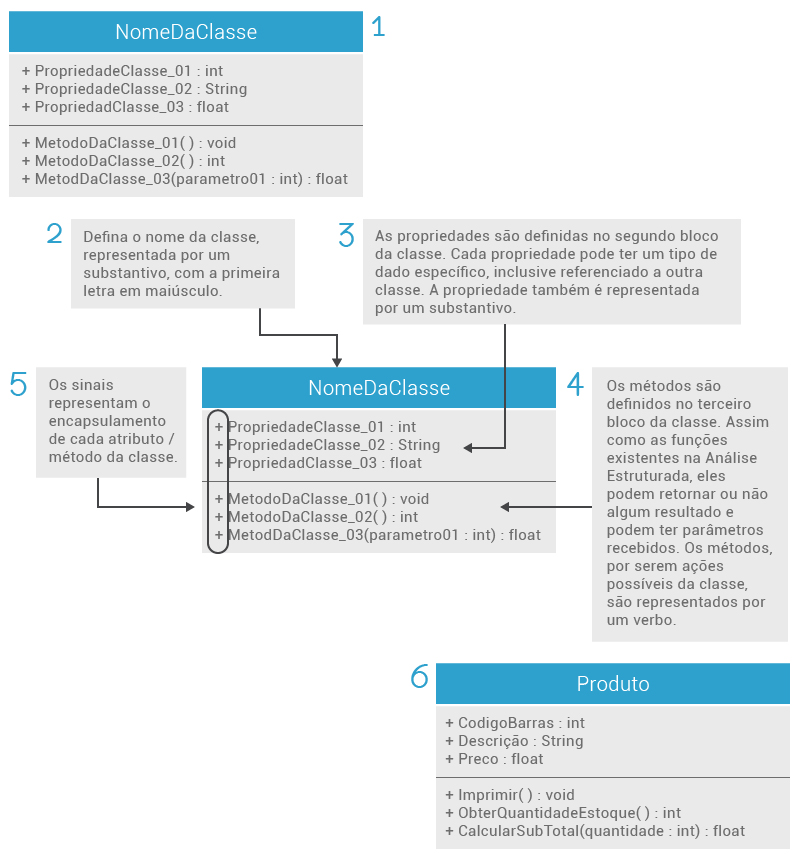 NomeDaClasse
1
+ PropriedadeClasse_01 : int
+ PropriedadeClasse_02 : String
+ PropriedadClasse_03 : float
+ MetodoDaClasse_01( ) : void
+ MetodoDaClasse_02( ) : int
+ MetodDaClasse_03(parametro01 : int) : float
2
Defina o nome da classe,
representada por um
substantivo, com a primeira
letra em maiúsculo.
3
As propriedades são definidas no segundo bloco
da classe. Cada propriedade pode ter um tipo de
dado específico, inclusive referenciado a outra
classe. A propriedade também é representada
por um substantivo.
5
Os sinais
representam o
encapsulamento
de cada atributo /
método da classe.
NomeDaClasse
+ PropriedadeClasse_01 : int
+ PropriedadeClasse_02 : String
+ PropriedadClasse_03 : float
+ MetodoDaClasse_01( ) : void
+ MetodoDaClasse_02( ) : int
+ MetodDaClasse_03(parametro01 : int) : float
4
Os métodos são
definidos no terceiro
bloco da classe. Assim
como as funções
existentes na Análise
Estruturada, eles
podem retornar ou não
algum resultado e
podem ter parâmetros
recebidos. Os métodos,
por serem ações
possíveis da classe,
são representados por
um verbo.
6
Produto
+ CodigoBarras : int
+ Descrição : String
+ Preco : float
+ Imprimir( ) : void
+ ObterQuantidadeEstoque( ) : int
+ CalcularSubTotal(quantidade : int) : float